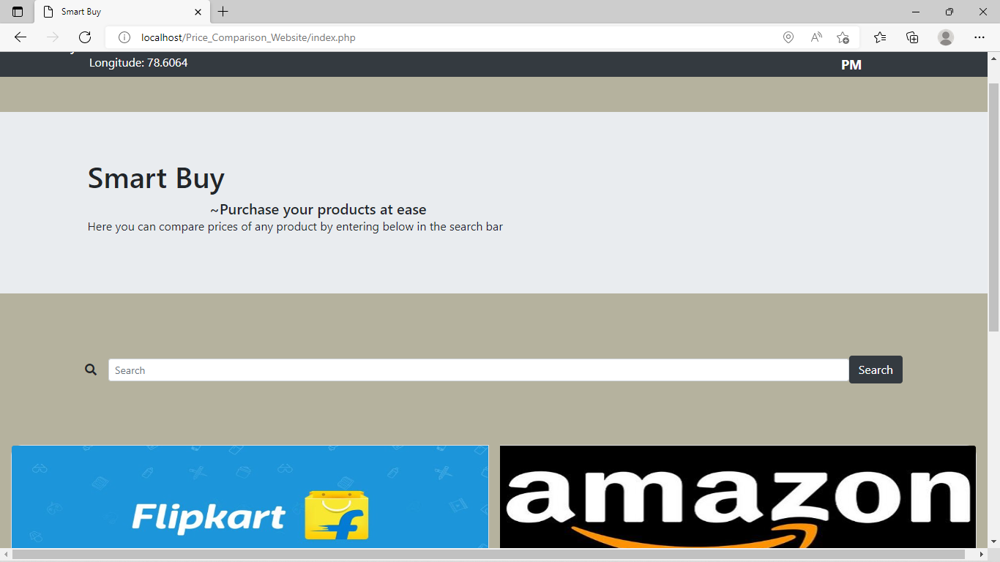 Smart Buy
localhost/Price_Comparison_Website/index.php
Longitude: 78.6064
PM
Smart Buy
~Purchase your products at ease
Here you can compare prices of any product by entering below in the search bar
Search
Search
Flipkart
amazon